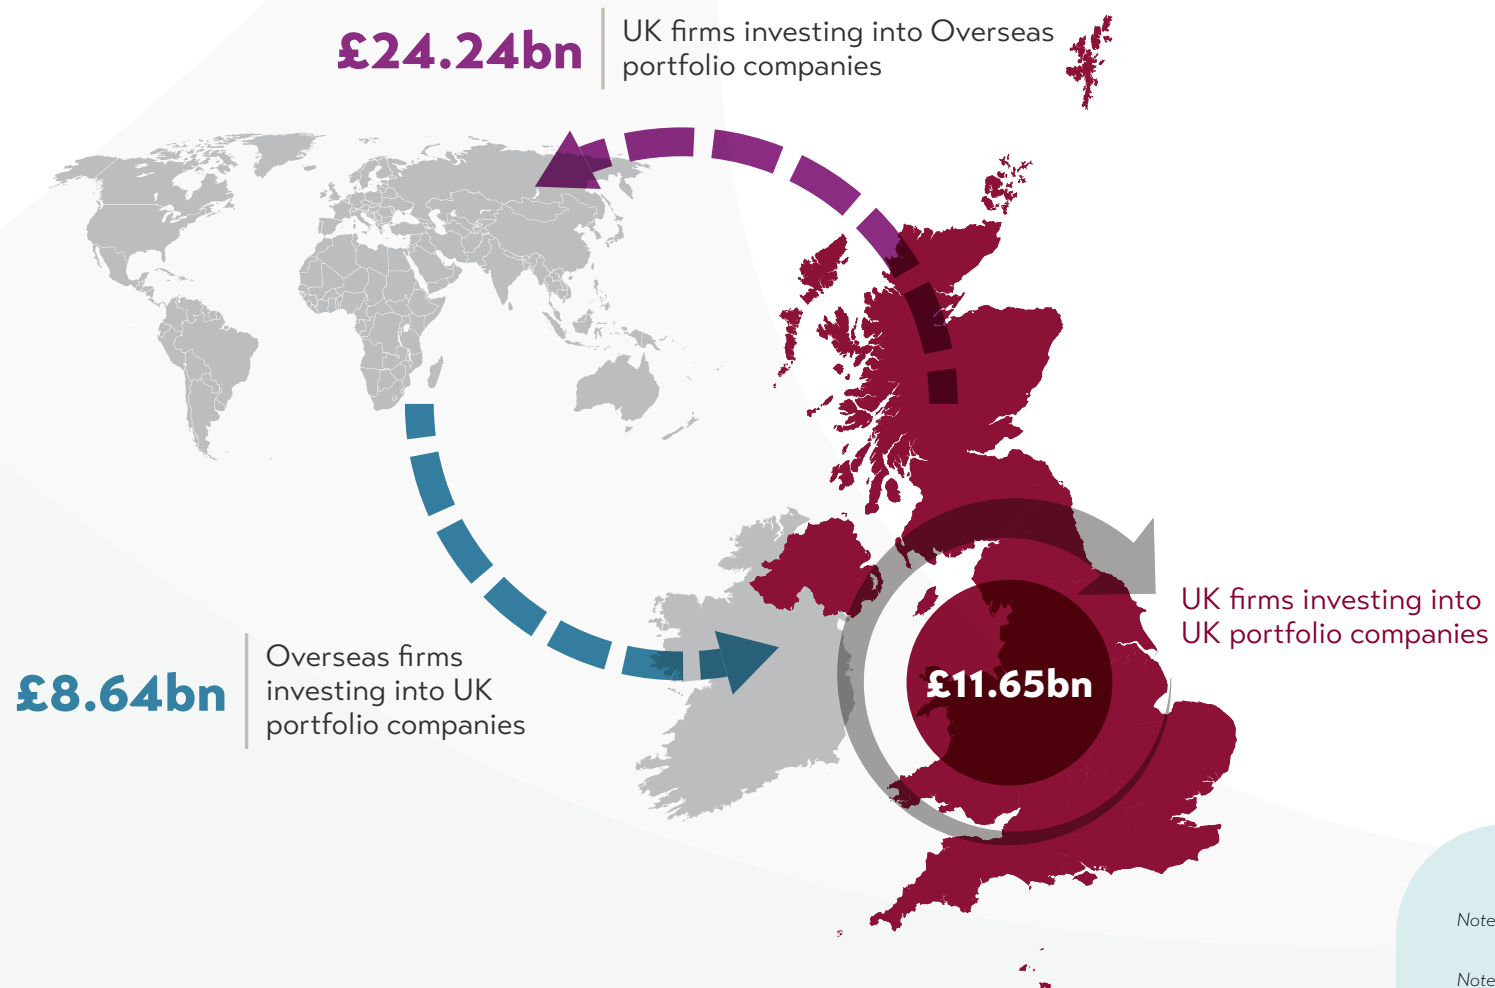 £24.24bn
UK firms investing into Overseas
portfolio companies
UK firms investing into
UK portfolio companies
£11.65bn
£8.64bn
Overseas firms
investing into UK
portfolio companies
Note
Note